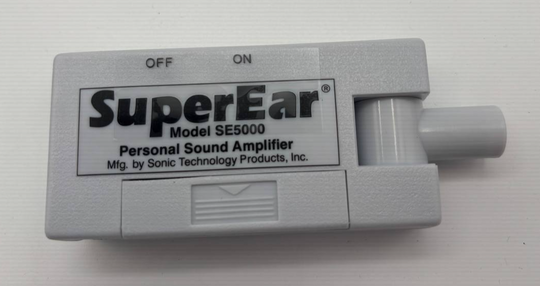 OFF ON
SuperEar®
Model SE5000
Personal Sound Amplifier
Mfg. by Sonic Technology Products, Inc.